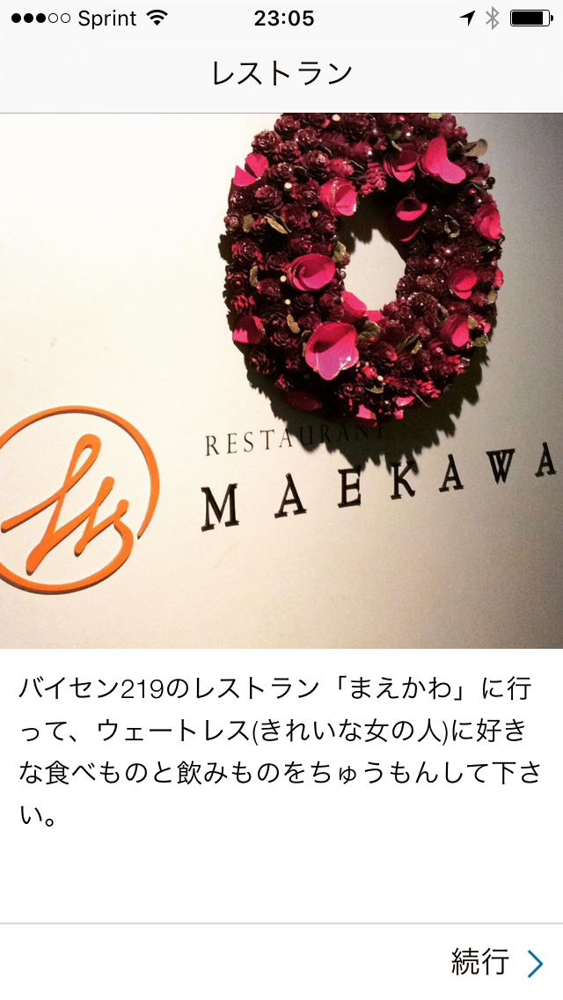 Sprint 23:05
レストラン
RESTAURANT
MAEKAWA
バイセン219のレストラン「まえかわ」に行
って、ウェートレス(きれいな女の人)に好き
な食べものと飲みものをちゅうもんして下さ
い。
続行